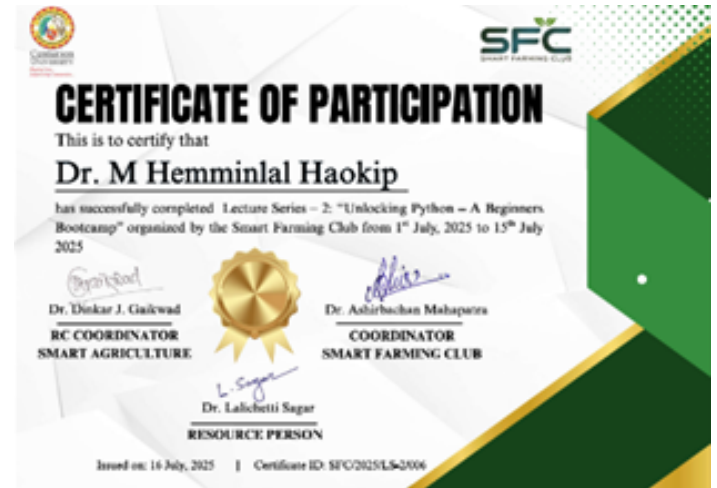 CENTURION
UNIVERSITY
SFC
SMART FARMING CLUB
CERTIFICATE OF PARTICIPATION
This is to certify that
Dr. M Hemminlal Haokip
has successfully completed Lecture Series – 2: “Unlocking Python – A Beginners
Bootcamp” organized by the Smart Farming Club from 1st July, 2025 to 15th July
2025
Dr. Dinkar J. Gaikwad
RC COORDINATOR
SMART AGRICULTURE
Dr. Ashirbachan Mahapatra
COORDINATOR
SMART FARMING CLUB
L. Sagar
Dr. Lalichetti Sagar
RESOURCE PERSON
Issued on: 16 July, 2025 | Certificate ID: SFC/2025/LS-2/006